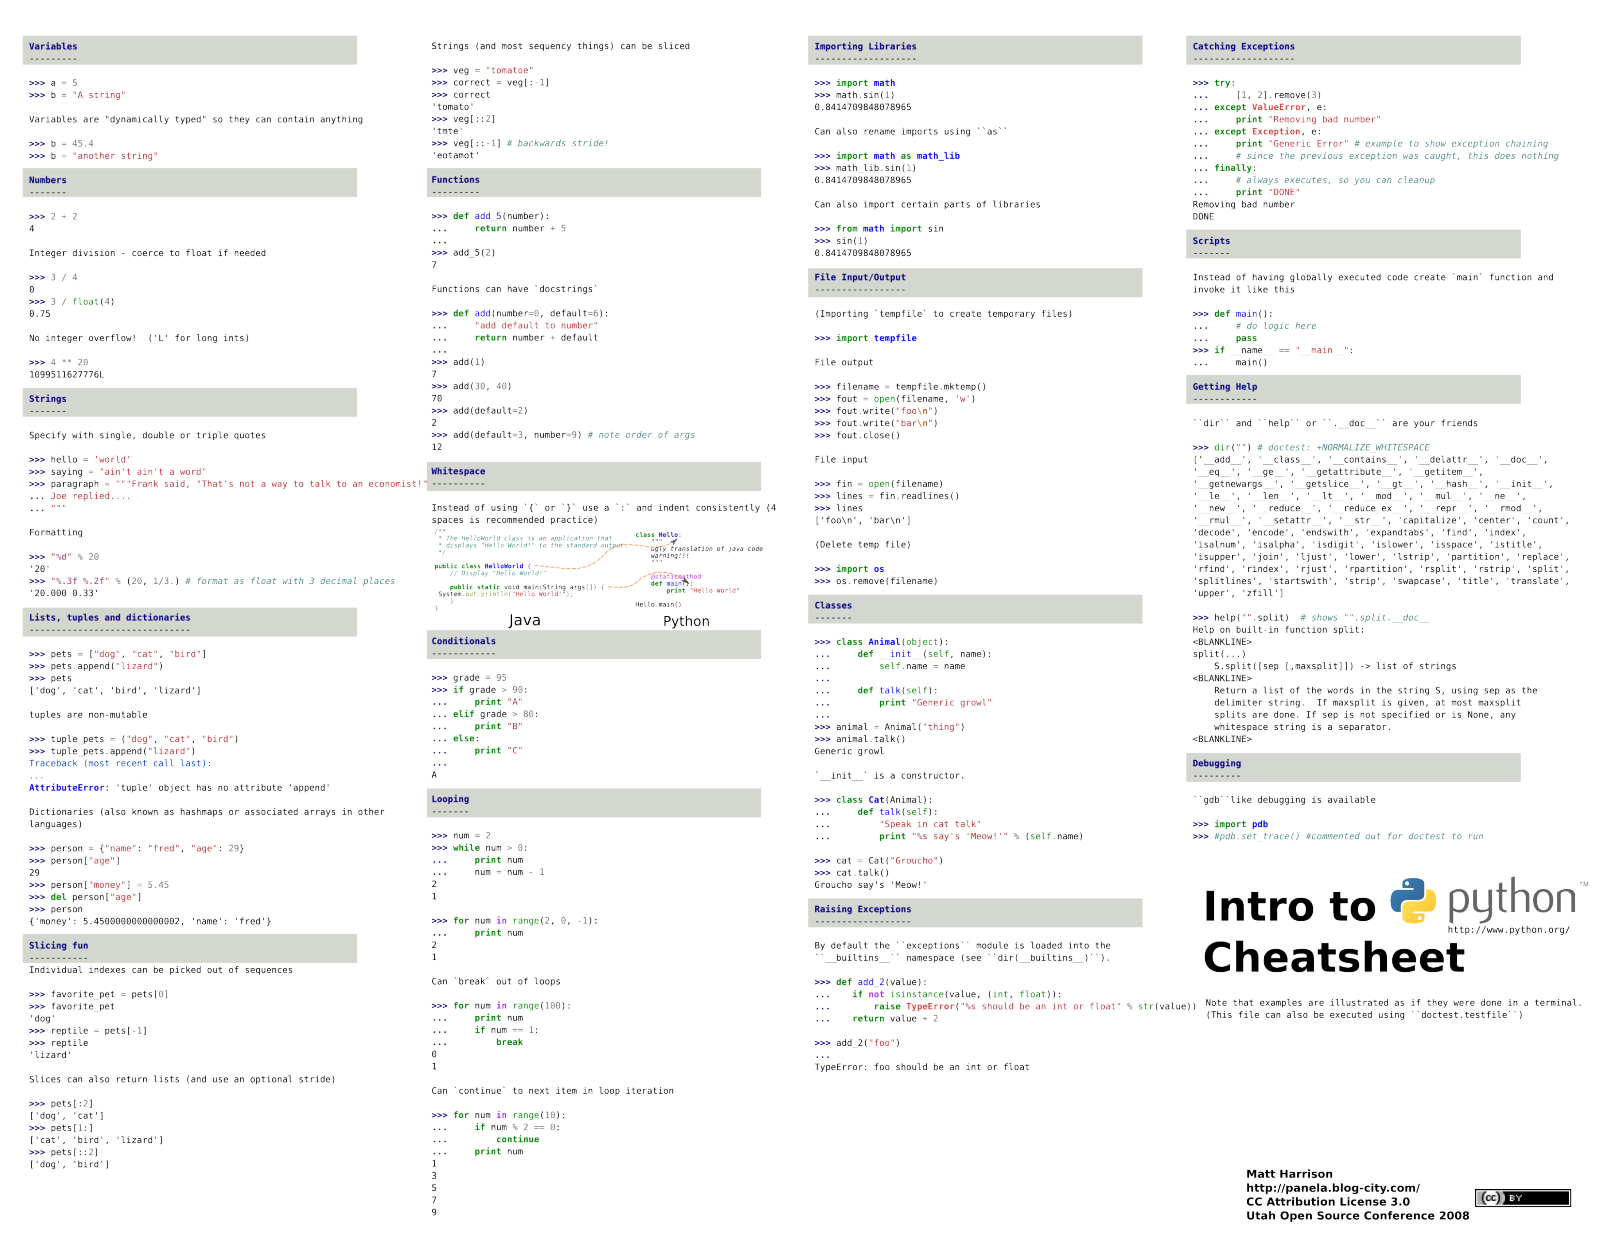 Variables
---------
>>> a = 5
>>> b = "A string"
Variables are "dynamically typed" so they can contain anything
>>> b = 45.4
>>> b = "another string"
Numbers
-------
>>> 2 + 2
4
Integer division - coerce to float if needed
>>> 3 / 4
0
>>> 3 / float(4)
0.75
No integer overflow!  ('L' for long ints)
>>> 4 ** 20
1099511627776L
Strings
-------
Specify with single, double or triple quotes
>>> hello = 'world'
>>> saying = "ain't ain't a word"
>>> paragraph = """Frank said, "That's not a way to talk to an economist!"
... Joe replied....
... """
Formatting
>>> "%d" % 20
'20'
>>> "%.3f %.2f" % (20, 1/3.) # format as float with 3 decimal places
'20.000 0.33'
Lists, tuples and dictionaries
------------------------------
>>> pets = ["dog", "cat", "bird"]
>>> pets.append("lizard")
>>> pets
['dog', 'cat', 'bird', 'lizard']
tuples are non-mutable
>>> tuple_pets = ("dog", "cat", "bird")
>>> tuple_pets.append("lizard")
Traceback (most recent call last):
...
AttributeError: 'tuple' object has no attribute 'append'
Dictionaries (also known as hashmaps or associated arrays in other
languages)
>>> person = {"name": "fred", "age": 29}
>>> person["age"]
29
>>> person["money"] = 5.45
>>> del person["age"]
>>> person
{'money': 5.4500000000000002, 'name': 'fred'}
Slicing fun
-----------
Individual indexes can be picked out of sequences
>>> favorite_pet = pets[0]
>>> favorite_pet
'dog'
>>> reptile = pets[-1]
>>> reptile
'lizard'
Slices can also return lists (and use an optional stride)
>>> pets[:2]
['dog', 'cat']
>>> pets[1:]
['cat', 'bird', 'lizard']
>>> pets[::2]
['dog', 'bird']
Strings (and most sequency things) can be sliced
>>> veg = "tomatoe"
>>> correct = veg[:-1]
>>> correct
'tomato'
>>> veg[::2]
'tmte'
>>> veg[::-1] # backwards stride!
'eotamot'
Functions
---------
>>> def add_5(number):
...     return number + 5
...
>>> add_5(2)
7
Functions can have `docstrings`
>>> def add(number=0, default=6):
...     "add default to number"
...     return number + default
...
>>> add(1)
7
>>> add(30, 40)
70
>>> add(default=2)
2
>>> add(default=3, number=9) # note order of args
12
Whitespace
----------
Instead of using `{` or `}` use a `:` and indent consistently (4
spaces is recommended practice)
/**
 * The HelloWorld class is an application that
 * displays "Hello World!" to the standard output.
 */
public class HelloWorld {
    // Display "Hello World!"
    public static void main(String args[]) {
 System.out.println("Hello World!");
    }
}
Java
class Hello:
    """
    ugly translation of java code
    warning!!!
    """
    @staticmethod
    def main():
        print "Hello World"
Hello.main()
Python
Conditionals
------------
>>> grade = 95
>>> if grade > 90:
...     print "A"
... elif grade > 80:
...     print "B"
... else:
...     print "C"
...
A
Looping
-------
>>> num = 2
>>> while num > 0:
...     print num
...     num = num - 1
2
1
>>> for num in range(2, 0, -1):
...     print num
2
1
Can `break` out of loops
>>> for num in range(100):
...     print num
...     if num == 1:
...         break
0
1
Can `continue` to next item in loop iteration
>>> for num in range(10):
...     if num % 2 == 0:
...         continue
...     print num
1
3
5
7
9
Importing Libraries
-------------------
>>> import math
>>> math.sin(1)
0.8414709848078965
Can also rename imports using ``as``
>>> import math as math_lib
>>> math_lib.sin(1)
0.8414709848078965
Can also import certain parts of libraries
>>> from math import sin
>>> sin(1)
0.8414709848078965
File Input/Output
-----------------
(Importing `tempfile` to create temporary files)
>>> import tempfile
File output
>>> filename = tempfile.mktemp()
>>> fout = open(filename, 'w')
>>> fout.write("foo\n")
>>> fout.write("bar\n")
>>> fout.close()
File input
>>> fin = open(filename)
>>> lines = fin.readlines()
>>> lines
['foo\n', 'bar\n']
(Delete temp file)
>>> import os
>>> os.remove(filename)
Classes
-------
>>> class Animal(object):
...     def __init__(self, name):
...         self.name = name
...
...     def talk(self):
...         print "Generic growl"
...
>>> animal = Animal("thing")
>>> animal.talk()
Generic growl
`__init__` is a constructor.
>>> class Cat(Animal):
...     def talk(self):
...         "Speak in cat talk"
...         print "%s say's 'Meow!'" % (self.name)
>>> cat = Cat("Groucho")
>>> cat.talk()
Groucho say's 'Meow!'
Raising Exceptions
------------------
By default the ``exceptions`` module is loaded into the
``__builtins__`` namespace (see ``dir(__builtins__)``).
>>> def add_2(value):
...    if not isinstance(value, (int, float)):
...        raise TypeError("%s should be an int or float" % str(value))
...    return value + 2
>>> add_2("foo")
...
TypeError: foo should be an int or float
Catching Exceptions
-------------------
>>> try:
...     [1, 2].remove(3)
... except ValueError, e:
...     print "Removing bad number"
... except Exception, e:
...     print "Generic Error" # example to show exception chaining
...     # since the previous exception was caught, this does nothing
... finally:
...     # always executes, so you can cleanup
...     print "DONE"
Removing bad number
DONE
Scripts
-------
Instead of having globally executed code create `main` function and
invoke it like this
>>> def main():
...     # do logic here
...     pass
>>> if __name__ == "__main__":
...     main()
Getting Help
------------
``dir`` and ``help`` or ``.__doc__`` are your friends
>>> dir("") # doctest: +NORMALIZE_WHITESPACE
['__add__', '__class__', '__contains__', '__delattr__', '__doc__',
'__eq__', '__ge__', '__getattribute__', '__getitem__',
'__getnewargs__', '__getslice__', '__gt__', '__hash__', '__init__',
'__le__', '__len__', '__lt__', '__mod__', '__mul__', '__ne__',
'__new__', '__reduce__', '__reduce_ex__', '__repr__', '__rmod__',
'__rmul__', '__setattr__', '__str__', 'capitalize', 'center', 'count',
'decode', 'encode', 'endswith', 'expandtabs', 'find', 'index',
'isalnum', 'isalpha', 'isdigit', 'islower', 'isspace', 'istitle',
'isupper', 'join', 'ljust', 'lower', 'lstrip', 'partition', 'replace',
'rfind', 'rindex', 'rjust', 'rpartition', 'rsplit', 'rstrip', 'split',
'splitlines', 'startswith', 'strip', 'swapcase', 'title', 'translate',
'upper', 'zfill']
>>> help("".split)  # shows "".split.__doc__
Help on built-in function split:
<BLANKLINE>
split(...)
    S.split([sep [,maxsplit]]) -> list of strings
<BLANKLINE>
    Return a list of the words in the string S, using sep as the
    delimiter string.  If maxsplit is given, at most maxsplit
    splits are done. If sep is not specified or is None, any
    whitespace string is a separator.
<BLANKLINE>
Debugging
---------
``gdb``like debugging is available
>>> import pdb
>>> #pdb.set_trace() #commented out for doctest to run
Intro to python™
http://www.python.org/
Cheatsheet
Note that examples are illustrated as if they were done in a terminal.
(This file can also be executed using ``doctest.testfile``)
Matt Harrison
http://panela.blog-city.com/
CC Attribution License 3.0
Utah Open Source Conference 2008
cc BY